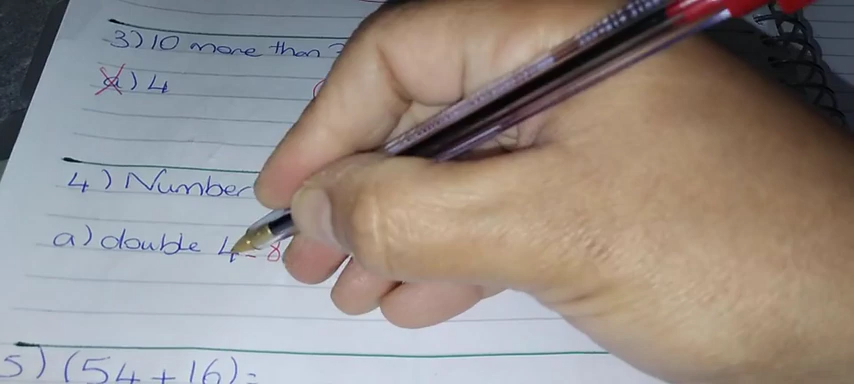 3) 10 more than
a) 4
4) Number
a) double 4 = 8
5) (54 + 16) =